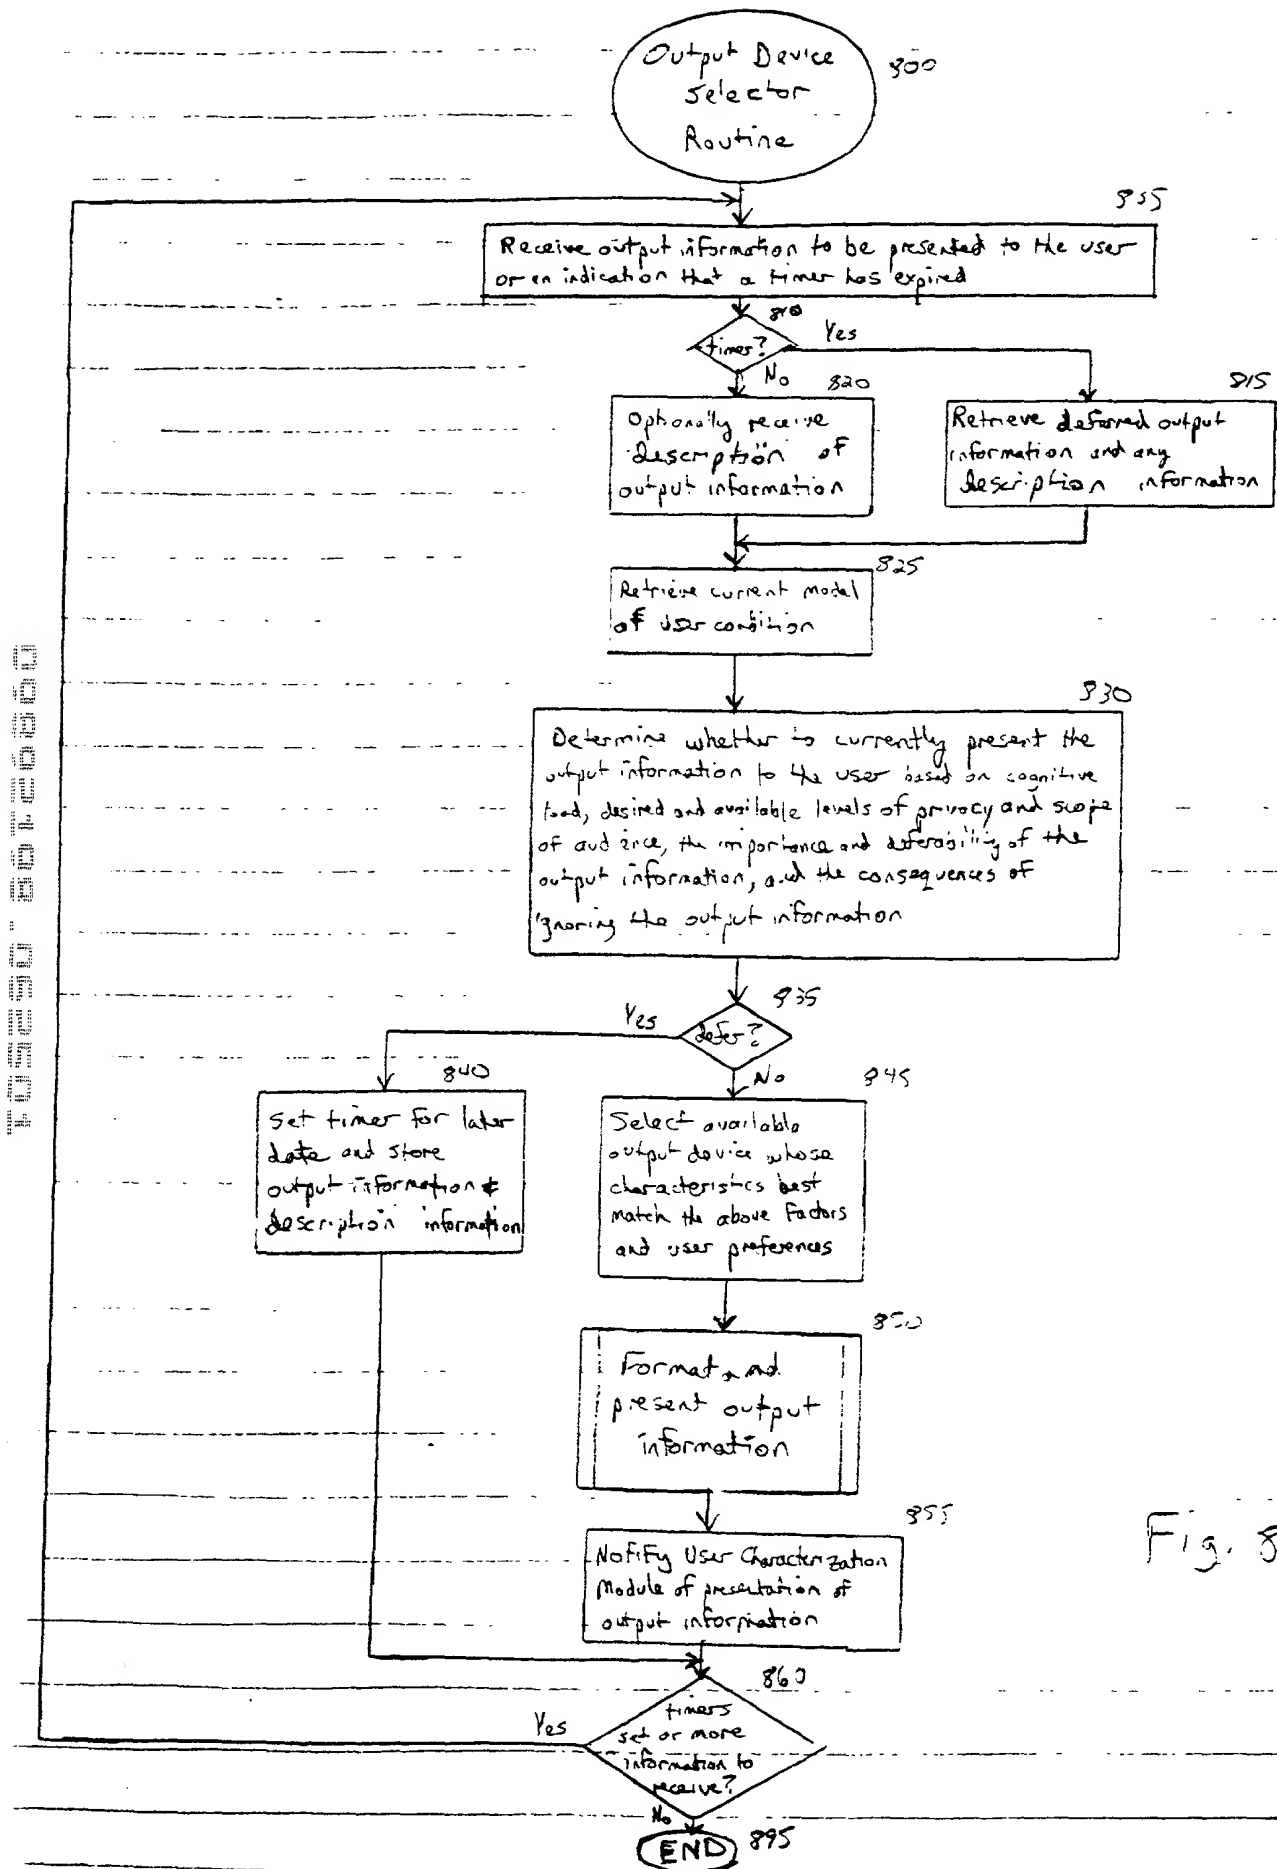 Output Device
Selector
Routine
800
Receive output information to be presented to the user
or an indication that a timer has expired
810
timer?
Yes
No
820
815
Optionally receive
description of
output information
Retrieve deferred output
information and any
description information
825
Retrieve current model
of user condition
830
Determine whether to currently present the
output information to the user based on cognitive
load, desired and available levels of privacy and scope
of audience, the importance and deferability of the
output information, and the consequences of
ignoring the output information
835
Yes
defer?
No
840
845
Set timer for later
date and store
output information &
description information
Select available
output device whose
characteristics best
match the above factors
and user preferences
850
Format and
present output
information
855
Notify User Characterization
Module of presentation of
output information
Fig. 8
860
timers
set or more
information to
receive?
Yes
No
END
895